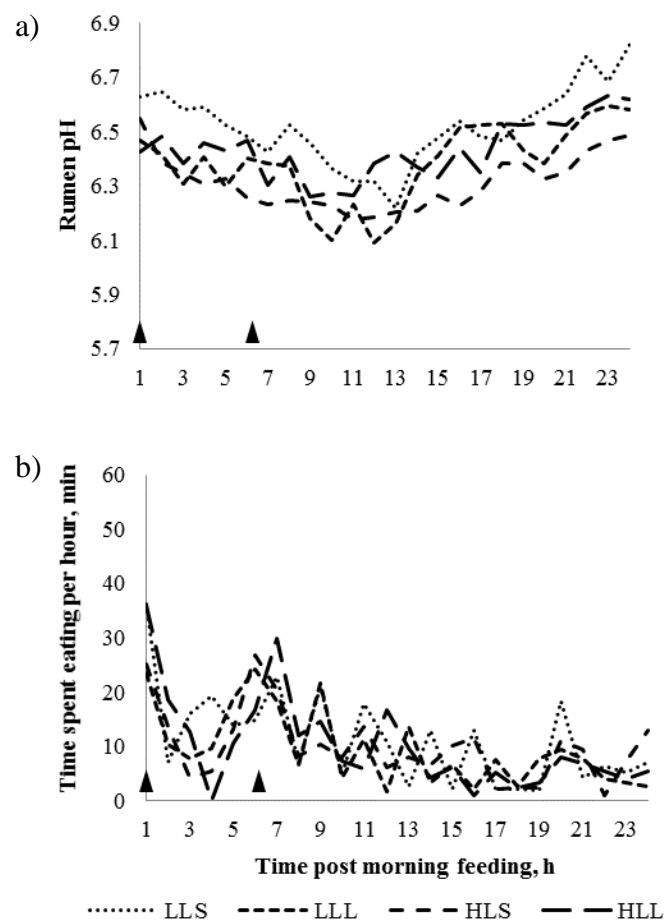 a)
Rumen pH
6.9
6.7
6.5
6.3
6.1
5.9
5.7
1 3 5 7 9 11 13 15 17 19 21 23
b)
Time spent eating per hour, min
60
50
40
30
20
10
0
1 3 5 7 9 11 13 15 17 19 21 23
Time post morning feeding, h
LLS LLL HLS HLL